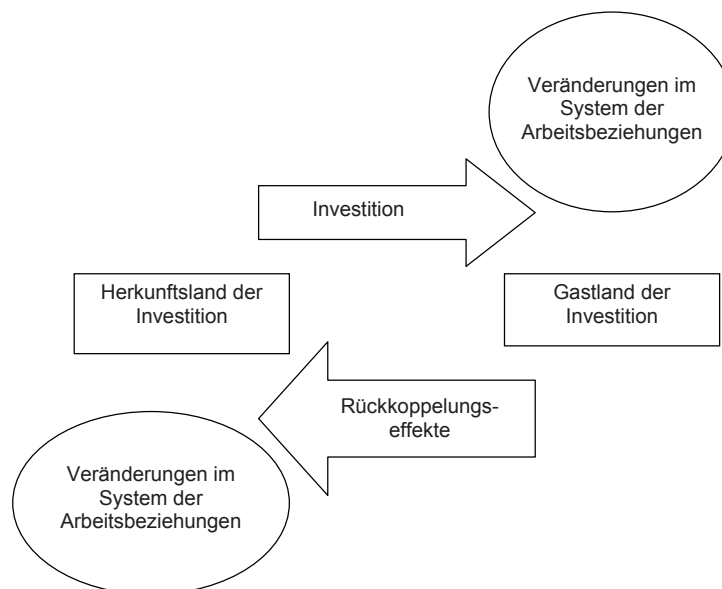 Veränderungen im
System der
Arbeitsbeziehungen
Investition
Herkunftsland der
Investition
Gastland der
Investition
Rückkoppelungs-
effekte
Veränderungen im
System der
Arbeitsbeziehungen